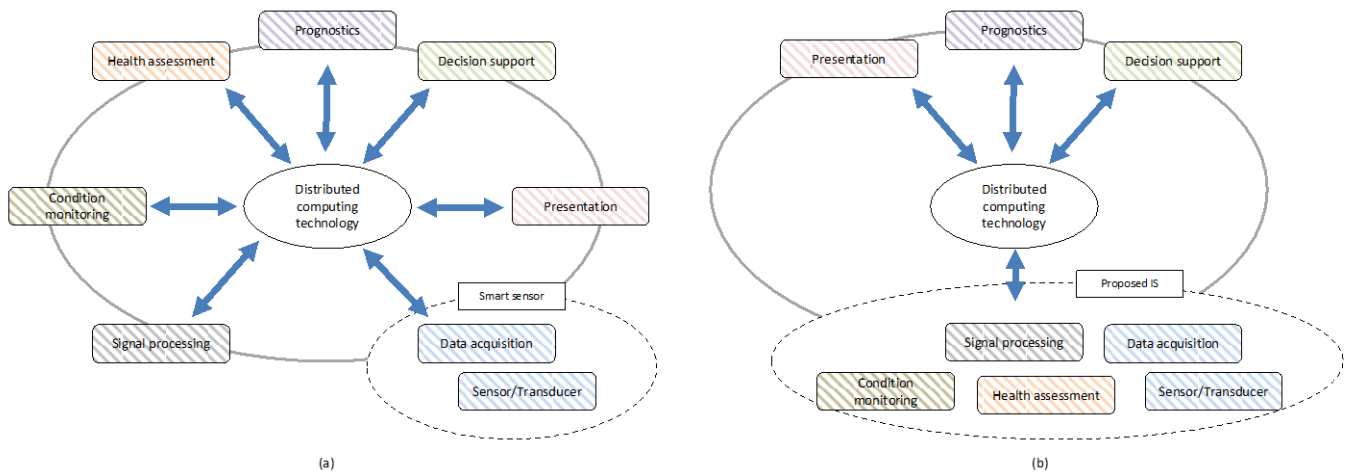 Prognostics
Health assessment
Decision support
Condition
monitoring
Distributed
computing
technology
Presentation
Smart sensor
Signal processing
Data acquisition
Sensor/Transducer
(a)
Prognostics
Presentation
Decision support
Distributed
computing
technology
Proposed IS
Signal processing
Data acquisition
Condition
monitoring
Health assessment
Sensor/Transducer
(b)